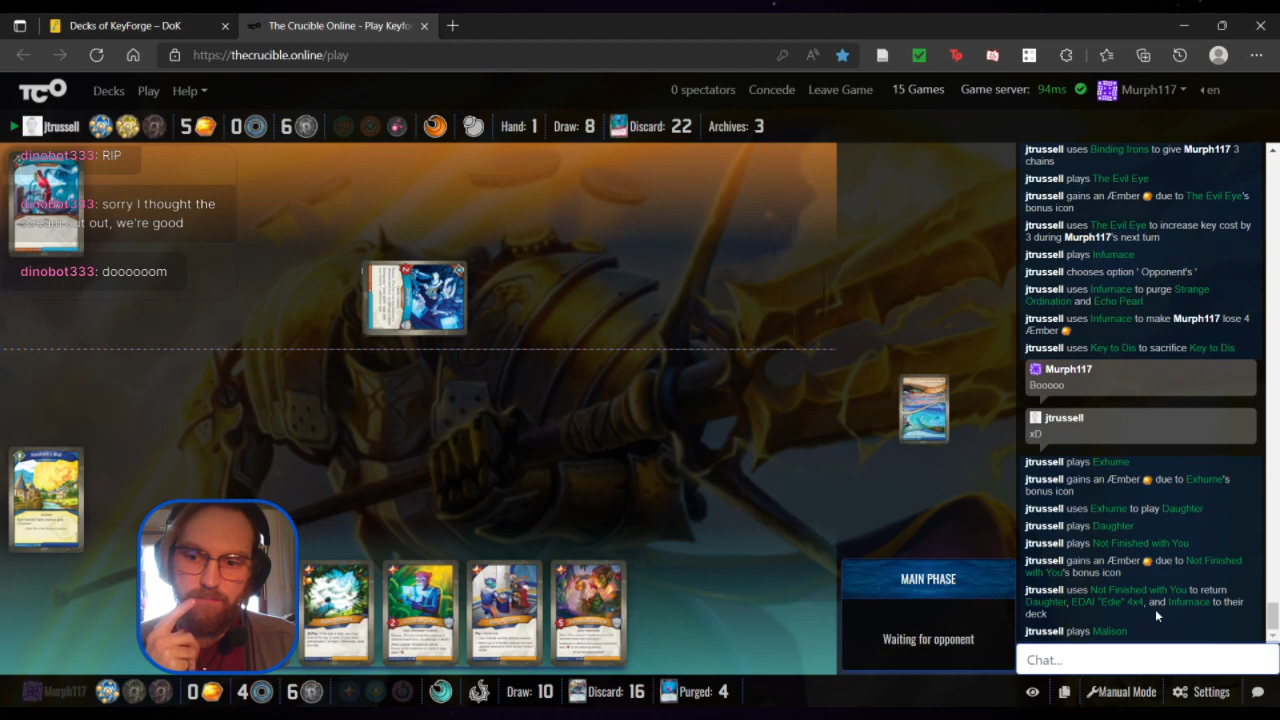 Decks of KeyForge – DoK
The Crucible Online - Play Keyfo
https://thecrucible.online/play
TCO
Decks
Play
Help
0 spectators
Concede
Leave Game
15 Games
Game server: 94ms
Murph117
en
jtrussell
5
0
6
Hand: 1
Draw: 8
Discard: 22
Archives: 3
dinobot333: RIP
dinobot333: sorry I thought the
scream cut out, we're good
dinobot333: doooooom
jtrussell uses Binding Irons to give Murph117 3
chains
jtrussell plays The Evil Eye
jtrussell gains an Æmber due to The Evil Eye's
bonus icon
jtrussell uses The Evil Eye to increase key cost by
3 during Murph117's next turn
jtrussell plays Infurnace
jtrussell chooses option ' Opponent's '
jtrussell uses Infurnace to purge Strange
Ordination and Echo Pearl
jtrussell uses Infurnace to make Murph117 lose 4
Æmber
jtrussell uses Key to Dis to sacrifice Key to Dis
Murph117
Booooo
jtrussell
xD
jtrussell plays Exhume
jtrussell gains an Æmber due to Exhume's
bonus icon
jtrussell uses Exhume to play Daughter
jtrussell plays Daughter
jtrussell plays Not Finished with You
jtrussell gains an Æmber due to Not Finished
with You's bonus icon
jtrussell uses Not Finished with You to return
Daughter, EDAI "Edie" 4x4, and Infurnace to their
deck
jtrussell plays Malison
MAIN PHASE
Waiting for opponent
Chat...
Murph117
0
4
6
Draw: 10
Discard: 16
Purged: 4
Manual Mode
Settings